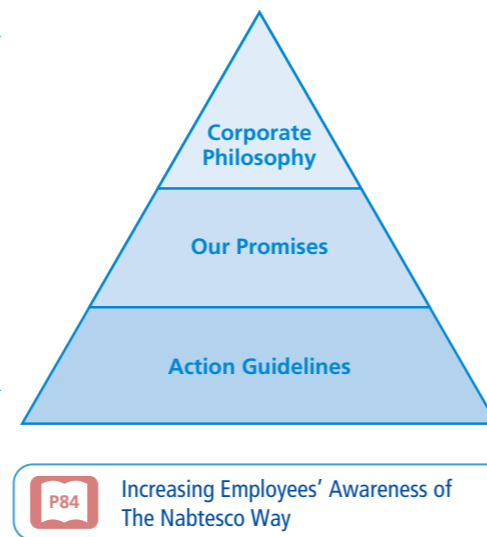 Corporate
Philosophy
Our Promises
Action Guidelines
P84
Increasing Employees’ Awareness of
The Nabtesco Way